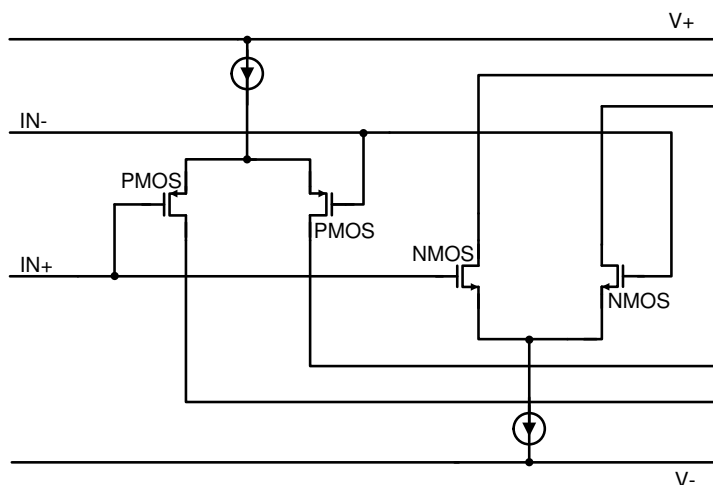 V+
IN-
PMOS
PMOS
NMOS
IN+
NMOS
V-